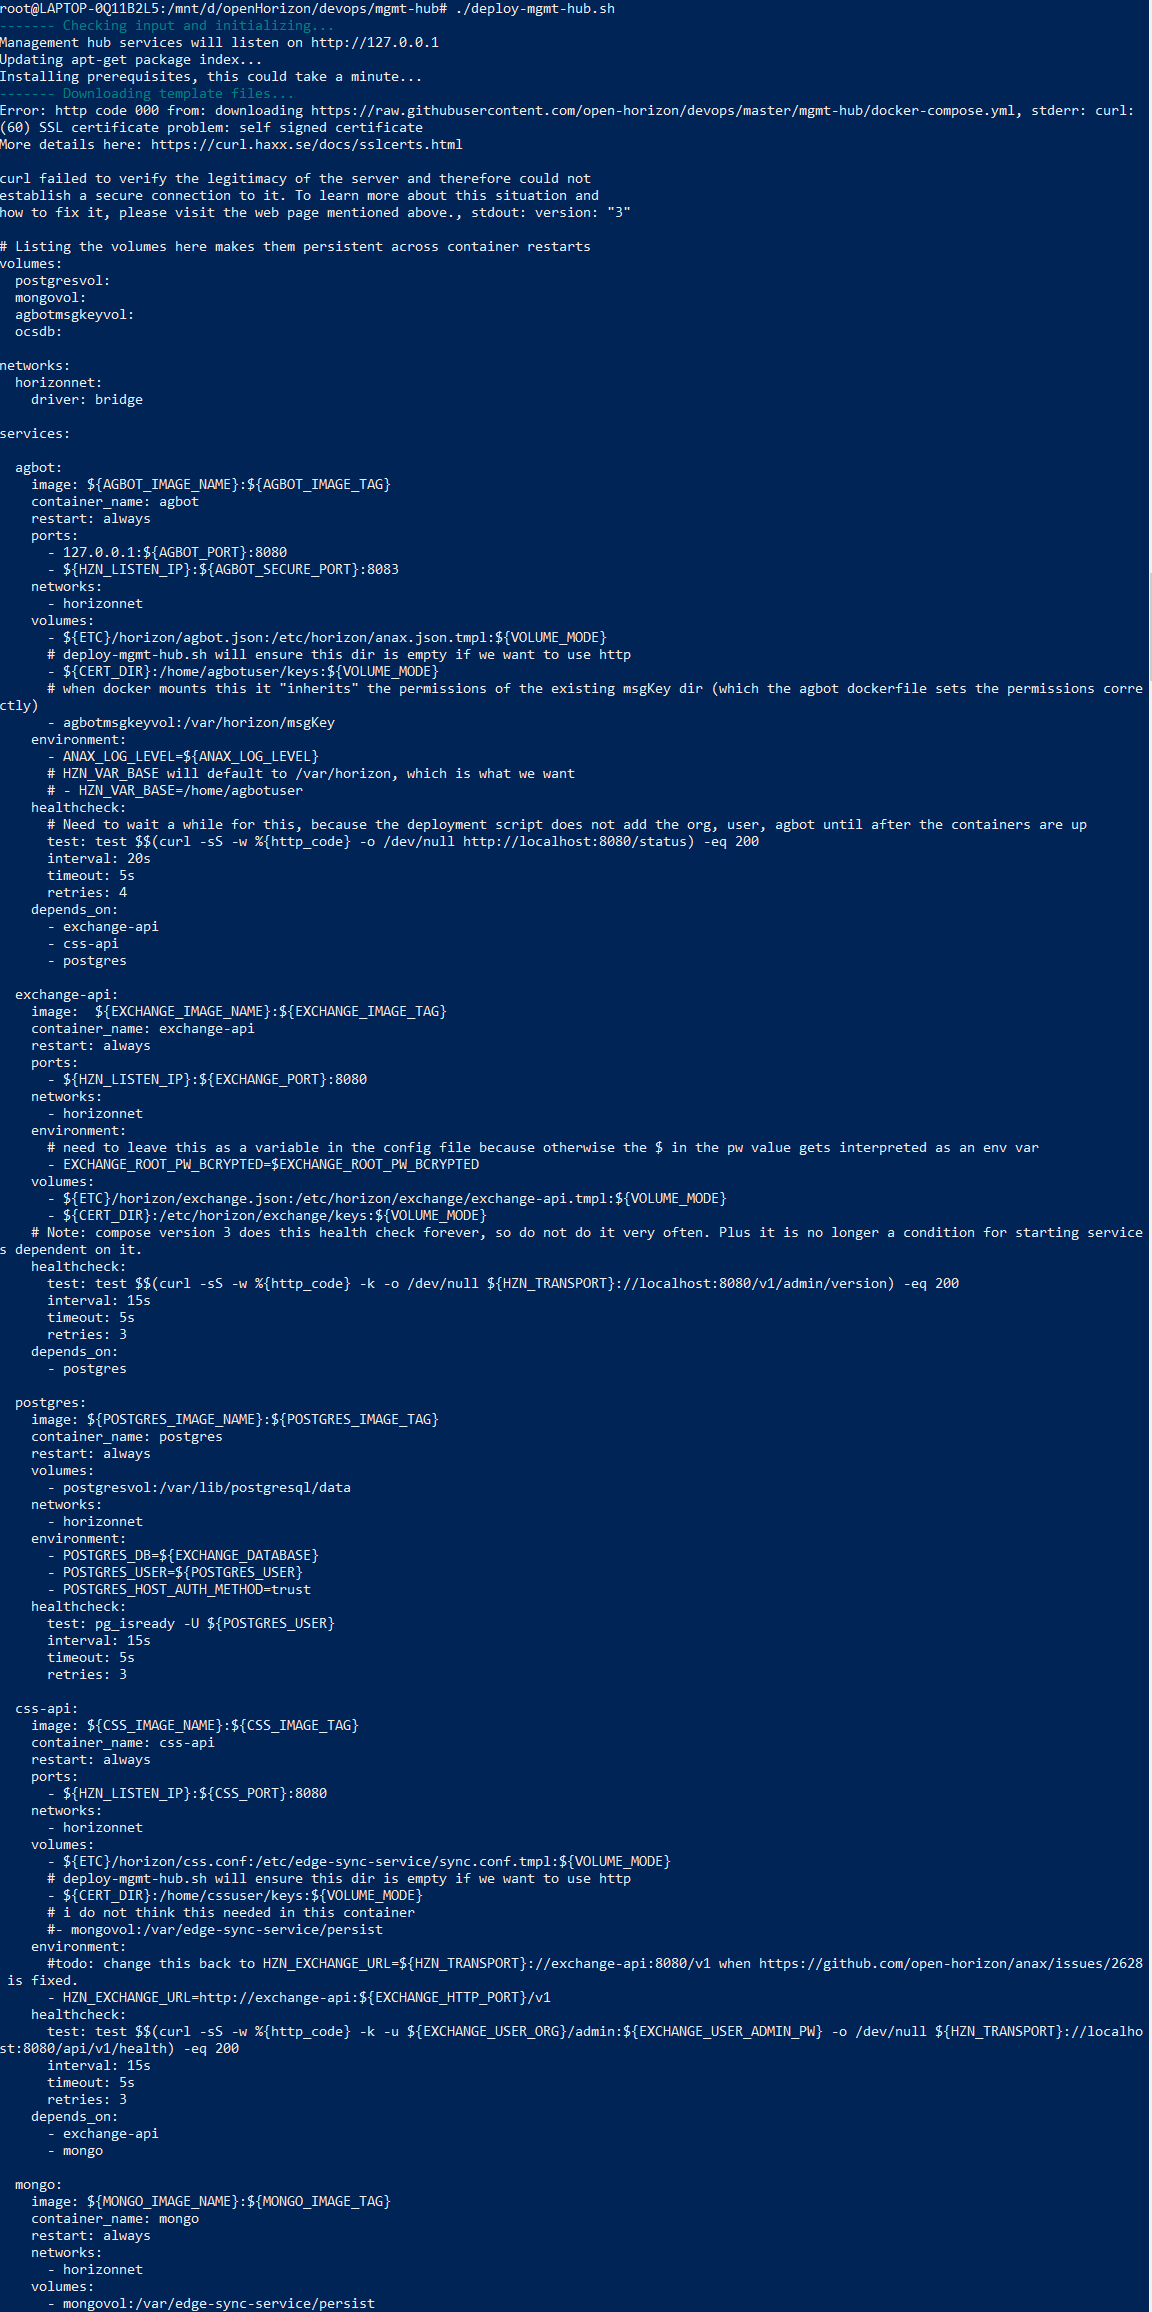 root@LAPTOP-0Q11B2L5:/mnt/d/openHorizon/devops/mgmt-hub# ./deploy-mgmt-hub.sh
------- Checking input and initializing...
Management hub services will listen on http://127.0.0.1
Updating apt-get package index...
Installing prerequisites, this could take a minute...
------- Downloading template files...
Error: http code 000 from: downloading https://raw.githubusercontent.com/open-horizon/devops/master/mgmt-hub/docker-compose.yml, stderr: curl:
(60) SSL certificate problem: self signed certificate
More details here: https://curl.haxx.se/docs/sslcerts.html

curl failed to verify the legitimacy of the server and therefore could not
establish a secure connection to it. To learn more about this situation and
how to fix it, please visit the web page mentioned above., stdout: version: "3"

# Listing the volumes here makes them persistent across container restarts
volumes:
  postgresvol:
  mongovol:
  agbotmsgkeyvol:
  ocsdb:

networks:
  horizonnet:
    driver: bridge

services:

  agbot:
    image: ${AGBOT_IMAGE_NAME}:${AGBOT_IMAGE_TAG}
    container_name: agbot
    restart: always
    ports:
      - 127.0.0.1:${AGBOT_PORT}:8080
      - ${HZN_LISTEN_IP}:${AGBOT_SECURE_PORT}:8083
    networks:
      - horizonnet
    volumes:
      - ${ETC}/horizon/agbot.json:/etc/horizon/anax.json.tmpl:${VOLUME_MODE}
      # deploy-mgmt-hub.sh will ensure this dir is empty if we want to use http
      - ${CERT_DIR}:/home/agbotuser/keys:${VOLUME_MODE}
      # when docker mounts this it "inherits" the permissions of the existing msgKey dir (which the agbot dockerfile sets the permissions corre
ctly)
      - agbotmsgkeyvol:/var/horizon/msgKey
    environment:
      - ANAX_LOG_LEVEL=${ANAX_LOG_LEVEL}
      # HZN_VAR_BASE will default to /var/horizon, which is what we want
      # - HZN_VAR_BASE=/home/agbotuser
    healthcheck:
      # Need to wait a while for this, because the deployment script does not add the org, user, agbot until after the containers are up
      test: test $$(curl -sS -w %{http_code} -o /dev/null http://localhost:8080/status) -eq 200
      interval: 20s
      timeout: 5s
      retries: 4
    depends_on:
      - exchange-api
      - css-api
      - postgres

  exchange-api:
    image:  ${EXCHANGE_IMAGE_NAME}:${EXCHANGE_IMAGE_TAG}
    container_name: exchange-api
    restart: always
    ports:
      - ${HZN_LISTEN_IP}:${EXCHANGE_PORT}:8080
    networks:
      - horizonnet
    environment:
      # need to leave this as a variable in the config file because otherwise the $ in the pw value gets interpreted as an env var
      - EXCHANGE_ROOT_PW_BCRYPTED=$EXCHANGE_ROOT_PW_BCRYPTED
    volumes:
      - ${ETC}/horizon/exchange.json:/etc/horizon/exchange/exchange-api.tmpl:${VOLUME_MODE}
      - ${CERT_DIR}:/etc/horizon/exchange/keys:${VOLUME_MODE}
    # Note: compose version 3 does this health check forever, so do not do it very often. Plus it is no longer a condition for starting service
s dependent on it.
    healthcheck:
      test: test $$(curl -sS -w %{http_code} -k -o /dev/null ${HZN_TRANSPORT}://localhost:8080/v1/admin/version) -eq 200
      interval: 15s
      timeout: 5s
      retries: 3
    depends_on:
      - postgres

  postgres:
    image: ${POSTGRES_IMAGE_NAME}:${POSTGRES_IMAGE_TAG}
    container_name: postgres
    restart: always
    volumes:
      - postgresvol:/var/lib/postgresql/data
    networks:
      - horizonnet
    environment:
      - POSTGRES_DB=${EXCHANGE_DATABASE}
      - POSTGRES_USER=${POSTGRES_USER}
      - POSTGRES_HOST_AUTH_METHOD=trust
    healthcheck:
      test: pg_isready -U ${POSTGRES_USER}
      interval: 15s
      timeout: 5s
      retries: 3

  css-api:
    image: ${CSS_IMAGE_NAME}:${CSS_IMAGE_TAG}
    container_name: css-api
    restart: always
    ports:
      - ${HZN_LISTEN_IP}:${CSS_PORT}:8080
    networks:
      - horizonnet
    volumes:
      - ${ETC}/horizon/css.conf:/etc/edge-sync-service/sync.conf.tmpl:${VOLUME_MODE}
      # deploy-mgmt-hub.sh will ensure this dir is empty if we want to use http
      - ${CERT_DIR}:/home/cssuser/keys:${VOLUME_MODE}
      # i do not think this needed in this container
      #- mongovol:/var/edge-sync-service/persist
    environment:
      #todo: change this back to HZN_EXCHANGE_URL=${HZN_TRANSPORT}://exchange-api:8080/v1 when https://github.com/open-horizon/anax/issues/2628
 is fixed.
      - HZN_EXCHANGE_URL=http://exchange-api:${EXCHANGE_HTTP_PORT}/v1
    healthcheck:
      test: test $$(curl -sS -w %{http_code} -k -u ${EXCHANGE_USER_ORG}/admin:${EXCHANGE_USER_ADMIN_PW} -o /dev/null ${HZN_TRANSPORT}://localho
st:8080/api/v1/health) -eq 200
      interval: 15s
      timeout: 5s
      retries: 3
    depends_on:
      - exchange-api
      - mongo

  mongo:
    image: ${MONGO_IMAGE_NAME}:${MONGO_IMAGE_TAG}
    container_name: mongo
    restart: always
    networks:
      - horizonnet
    volumes:
      - mongovol:/var/edge-sync-service/persist